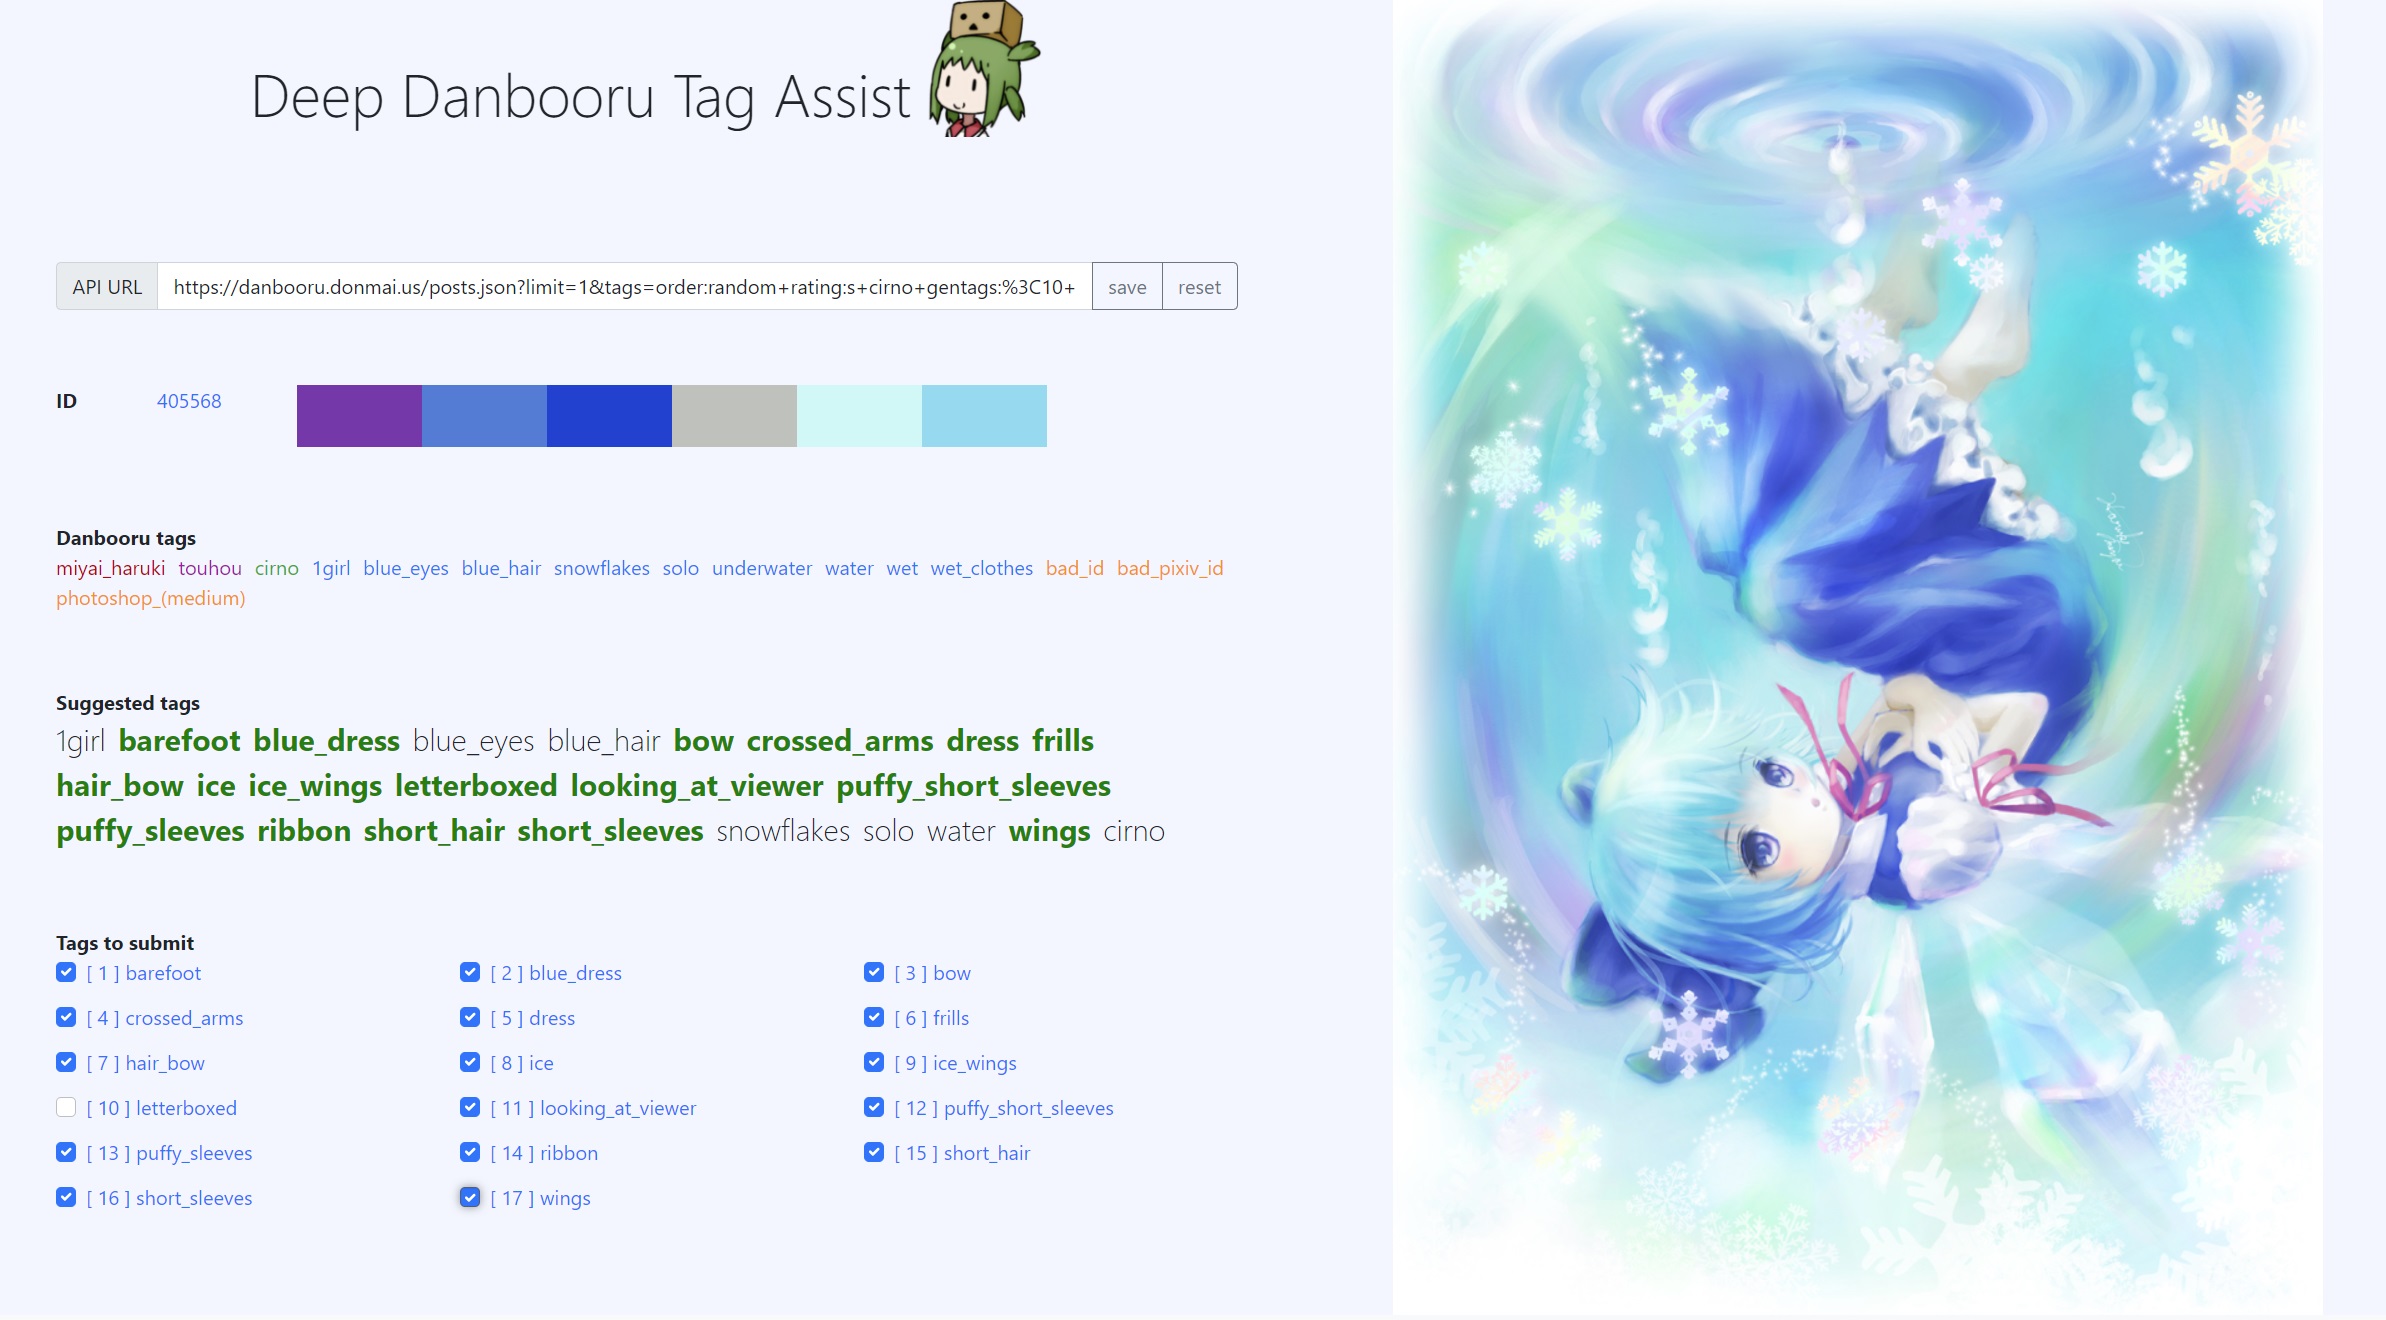 Deep Danbooru Tag Assist
API URL https://danbooru.donmai.us/posts.json?limit=1&tags=order:random+rating:s+cirno+gentags:%3C10+ save reset
ID 405568
Danbooru tags
miyai_haruki touhou cirno 1girl blue_eyes blue_hair snowflakes solo underwater water wet wet_clothes bad_id bad_pixiv_id
photoshop_(medium)
Suggested tags
1girl barefoot blue_dress blue_eyes blue_hair bow crossed_arms dress frills
hair_bow ice ice_wings letterboxed looking_at_viewer puffy_short_sleeves
puffy_sleeves ribbon short_hair short_sleeves snowflakes solo water wings cirno
Tags to submit
[ 1 ] barefoot [ 2 ] blue_dress [ 3 ] bow
[ 4 ] crossed_arms [ 5 ] dress [ 6 ] frills
[ 7 ] hair_bow [ 8 ] ice [ 9 ] ice_wings
[ 10 ] letterboxed [ 11 ] looking_at_viewer [ 12 ] puffy_short_sleeves
[ 13 ] puffy_sleeves [ 14 ] ribbon [ 15 ] short_hair
[ 16 ] short_sleeves [ 17 ] wings